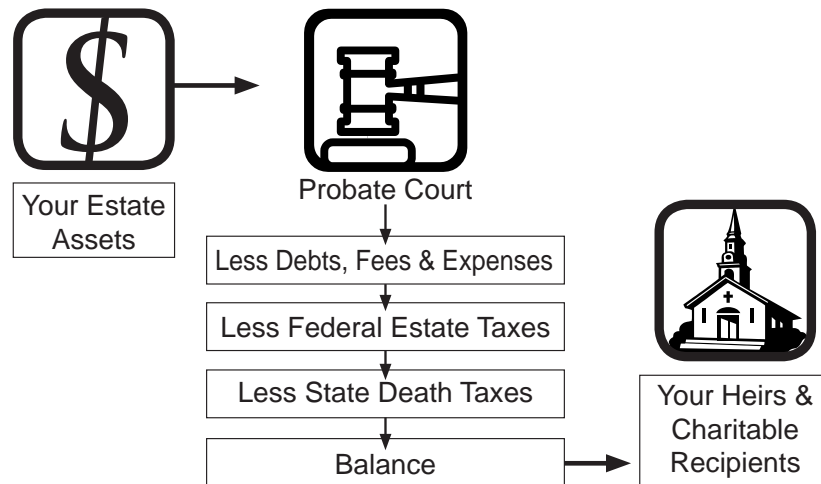 $
Your Estate
Assets
Probate Court
Less Debts, Fees & Expenses
Less Federal Estate Taxes
Less State Death Taxes
Balance
Your Heirs &
Charitable
Recipients